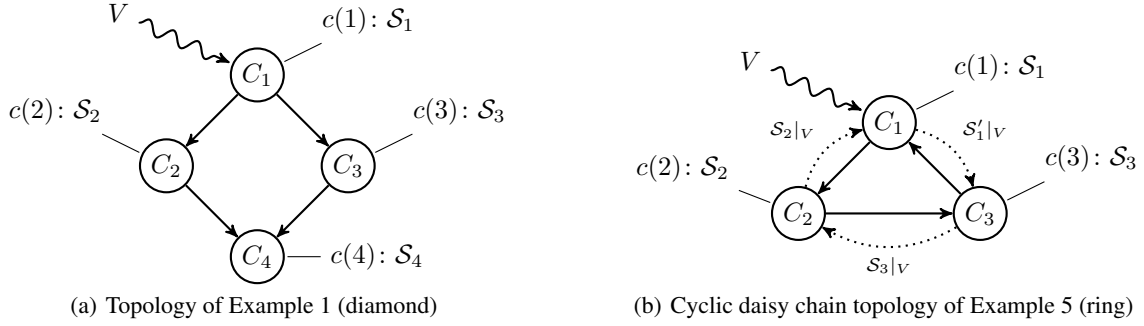 V
c(1): S₁
C₁
c(2): S₂
c(3): S₃
C₂
C₃
C₄
c(4): S₄
(a) Topology of Example 1 (diamond)
V
c(1): S₁
C₁
S₂|V
S′₁|V
c(2): S₂
c(3): S₃
C₂
C₃
S₃|V
(b) Cyclic daisy chain topology of Example 5 (ring)